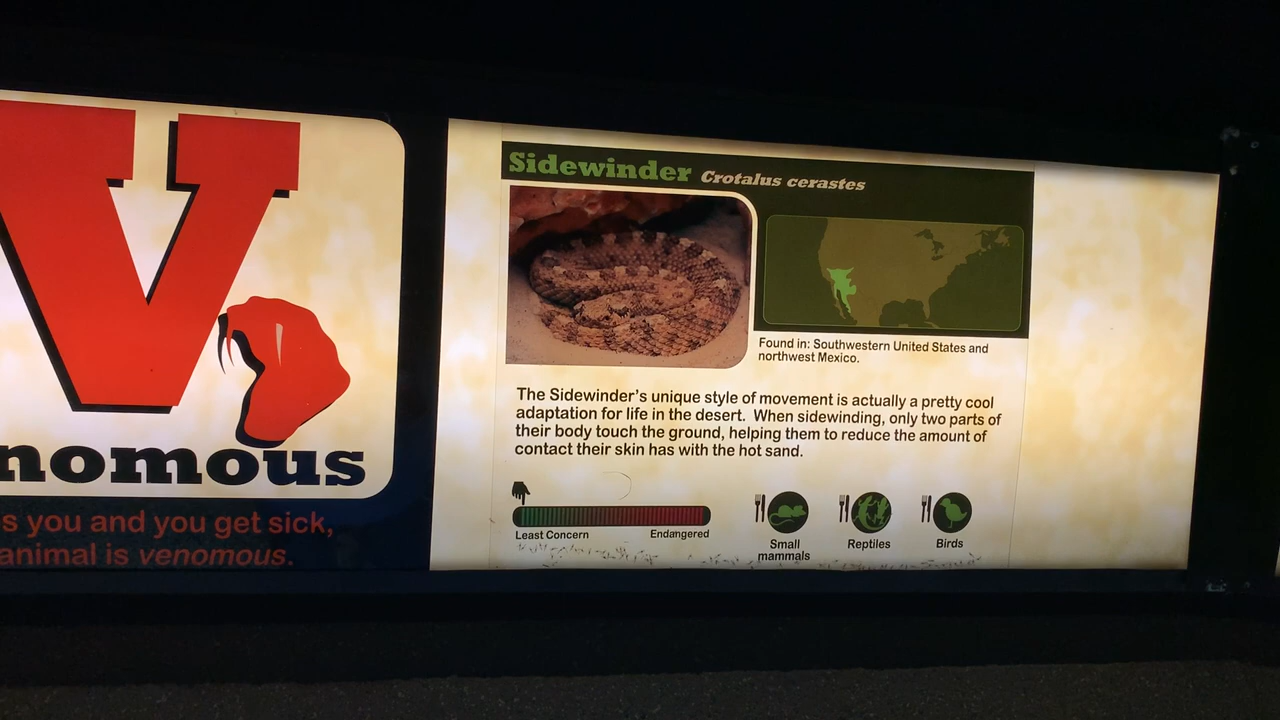 V
nomous
s you and you get sick,
animal is venomous.
Sidewinder Crotalus cerastes
Found in: Southwestern United States and
northwest Mexico.
The Sidewinder's unique style of movement is actually a pretty cool
adaptation for life in the desert. When sidewinding, only two parts of
their body touch the ground, helping them to reduce the amount of
contact their skin has with the hot sand.
Least Concern Endangered
Small
mammals
Reptiles
Birds